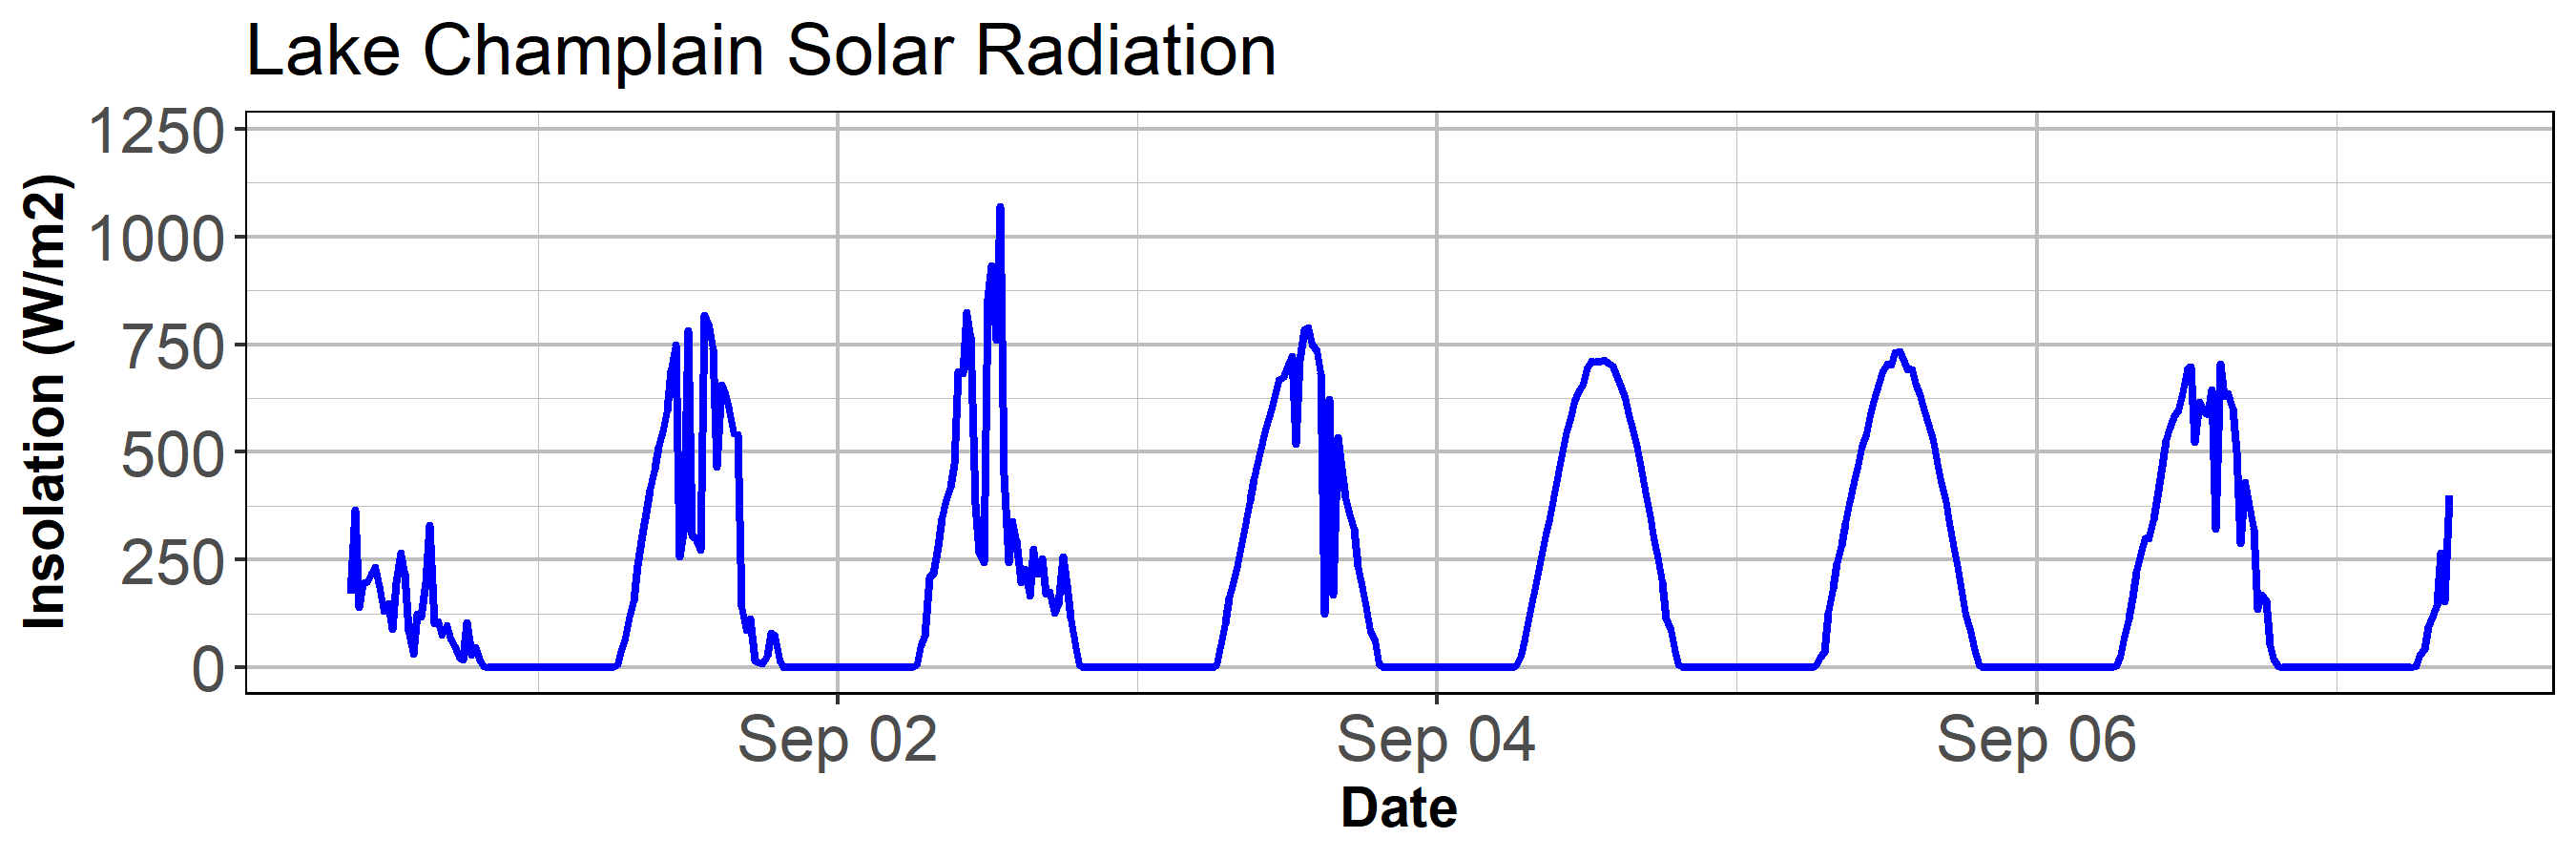 Lake Champlain Solar Radiation
1250
1000
750
500
250
0
Insolation (W/m2)
Sep 02
Sep 04
Sep 06
Date